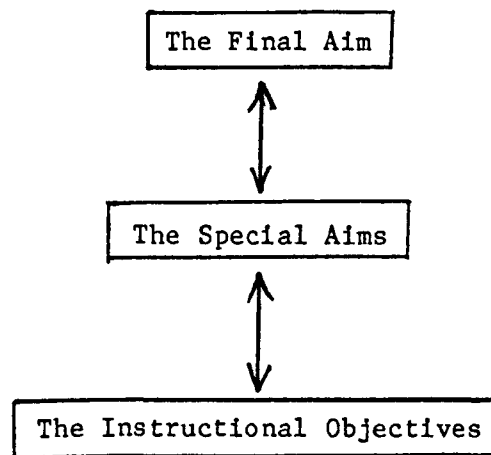 The Final Aim
The Special Aims
The Instructional Objectives